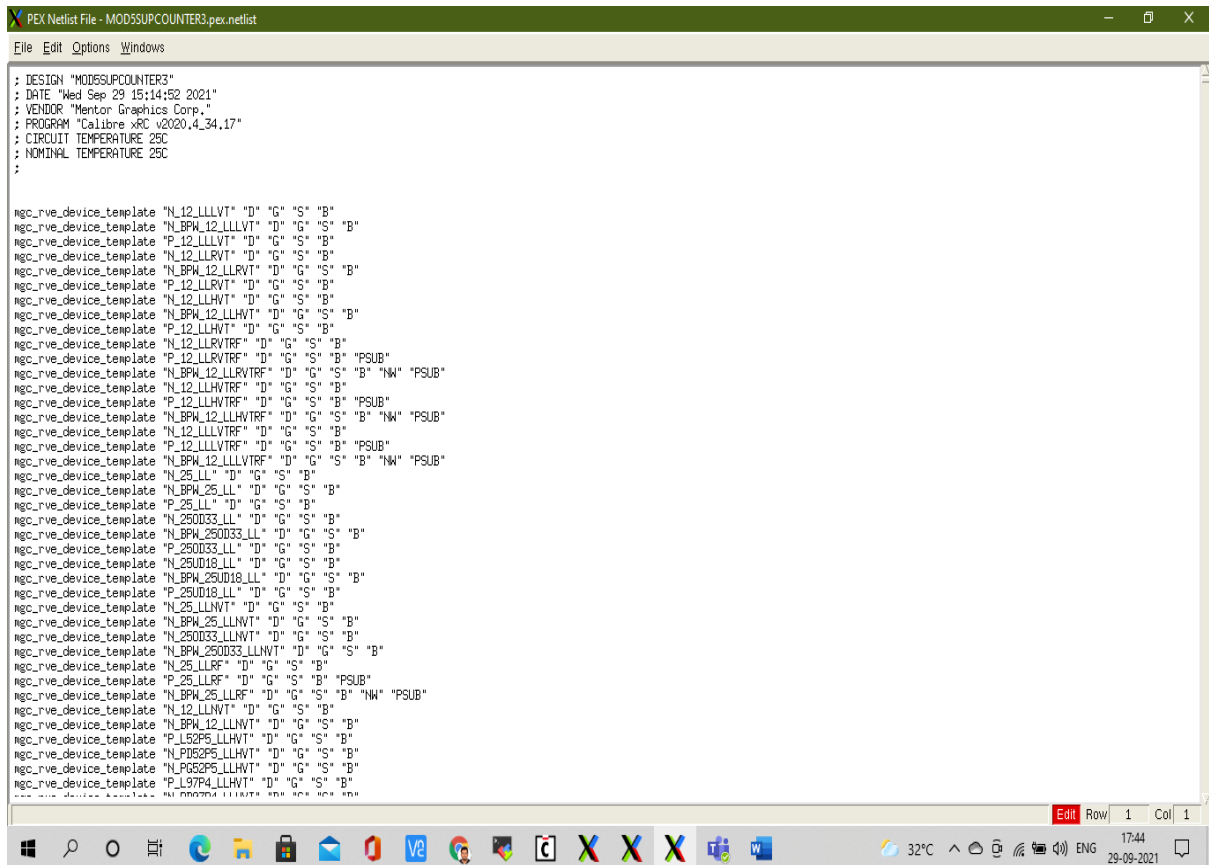 PEX Netlist File - MOD5SUPCOUNTER3.pex.netlist
File Edit Options Windows
; DESIGN "MOD5SUPCOUNTER3"
; DATE "Wed Sep 29 15:14:52 2021"
; VENDOR "Mentor Graphics Corp."
; PROGRAM "Calibre xRC v2020.4_34.17"
; CIRCUIT TEMPERATURE 25C
; NOMINAL TEMPERATURE 25C
;
mgc_rve_device_template "N_12_LLLVT" "D" "G" "S" "B"
mgc_rve_device_template "N_BPW_12_LLLVT" "D" "G" "S" "B"
mgc_rve_device_template "P_12_LLLVT" "D" "G" "S" "B"
mgc_rve_device_template "N_12_LLRVT" "D" "G" "S" "B"
mgc_rve_device_template "N_BPW_12_LLRVT" "D" "G" "S" "B"
mgc_rve_device_template "P_12_LLRVT" "D" "G" "S" "B"
mgc_rve_device_template "N_12_LLHVT" "D" "G" "S" "B"
mgc_rve_device_template "N_BPW_12_LLHVT" "D" "G" "S" "B"
mgc_rve_device_template "P_12_LLHVT" "D" "G" "S" "B"
mgc_rve_device_template "N_12_LLRVTRF" "D" "G" "S" "B"
mgc_rve_device_template "P_12_LLRVTRF" "D" "G" "S" "B" "PSUB"
mgc_rve_device_template "N_BPW_12_LLRVTRF" "D" "G" "S" "B" "NW" "PSUB"
mgc_rve_device_template "N_12_LLHVTRF" "D" "G" "S" "B"
mgc_rve_device_template "P_12_LLHVTRF" "D" "G" "S" "B" "PSUB"
mgc_rve_device_template "N_BPW_12_LLHVTRF" "D" "G" "S" "B" "NW" "PSUB"
mgc_rve_device_template "N_12_LLLVTRF" "D" "G" "S" "B"
mgc_rve_device_template "P_12_LLLVTRF" "D" "G" "S" "B" "PSUB"
mgc_rve_device_template "N_BPW_12_LLLVTRF" "D" "G" "S" "B" "NW" "PSUB"
mgc_rve_device_template "N_25_LL" "D" "G" "S" "B"
mgc_rve_device_template "N_BPW_25_LL" "D" "G" "S" "B"
mgc_rve_device_template "P_25_LL" "D" "G" "S" "B"
mgc_rve_device_template "N_25OD33_LL" "D" "G" "S" "B"
mgc_rve_device_template "N_BPW_25OD33_LL" "D" "G" "S" "B"
mgc_rve_device_template "P_25OD33_LL" "D" "G" "S" "B"
mgc_rve_device_template "N_25UD18_LL" "D" "G" "S" "B"
mgc_rve_device_template "N_BPW_25UD18_LL" "D" "G" "S" "B"
mgc_rve_device_template "P_25UD18_LL" "D" "G" "S" "B"
mgc_rve_device_template "N_25_LLNVT" "D" "G" "S" "B"
mgc_rve_device_template "N_BPW_25_LLNVT" "D" "G" "S" "B"
mgc_rve_device_template "N_25OD33_LLNVT" "D" "G" "S" "B"
mgc_rve_device_template "N_BPW_25OD33_LLNVT" "D" "G" "S" "B"
mgc_rve_device_template "N_25_LLRF" "D" "G" "S" "B"
mgc_rve_device_template "P_25_LLRF" "D" "G" "S" "B" "PSUB"
mgc_rve_device_template "N_BPW_25_LLRF" "D" "G" "S" "B" "NW" "PSUB"
mgc_rve_device_template "N_12_LLNVT" "D" "G" "S" "B"
mgc_rve_device_template "N_BPW_12_LLNVT" "D" "G" "S" "B"
mgc_rve_device_template "P_L52P5_LLHVT" "D" "G" "S" "B"
mgc_rve_device_template "N_PD52P5_LLHVT" "D" "G" "S" "B"
mgc_rve_device_template "N_PG52P5_LLHVT" "D" "G" "S" "B"
mgc_rve_device_template "P_L97P4_LLHVT" "D" "G" "S" "B"
Edit Row 1 Col 1
32°C ENG 17:44
29-09-2021